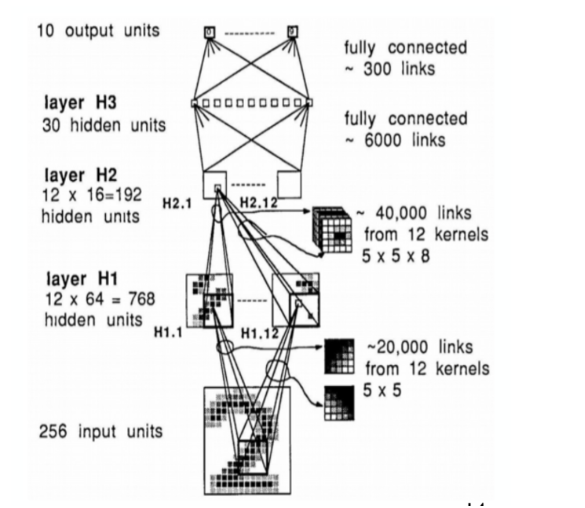 10 output units
fully connected
~ 300 links
layer H3
30 hidden units
fully connected
~ 6000 links
layer H2
12 x 16=192
hidden units
H2.1
H2.12
~ 40,000 links
from 12 kernels
5 x 5 x 8
layer H1
12 x 64 = 768
hidden units
H1.1
H1.12
~20,000 links
from 12 kernels
5 x 5
256 input units